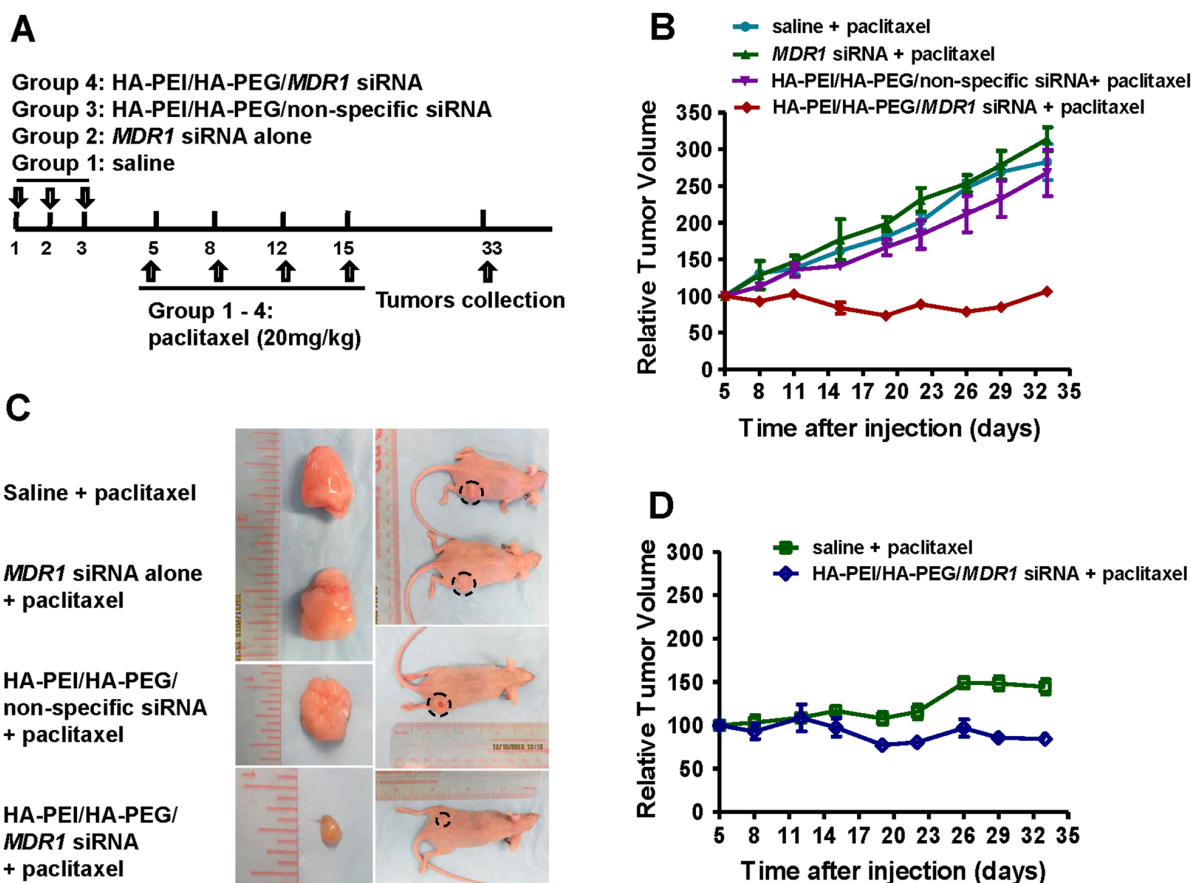 A
Group 4: HA-PEI/HA-PEG/MDR1 siRNA
Group 3: HA-PEI/HA-PEG/non-specific siRNA
Group 2: MDR1 siRNA alone
Group 1: saline
1 2 3 5 8 12 15 33
Group 1 - 4:
paclitaxel (20mg/kg)
Tumors collection
B
saline + paclitaxel
MDR1 siRNA + paclitaxel
HA-PEI/HA-PEG/non-specific siRNA+ paclitaxel
HA-PEI/HA-PEG/MDR1 siRNA + paclitaxel
Relative Tumor Volume
350
300
250
200
150
100
50
0
5 8 11 14 17 20 23 26 29 32 35
Time after injection (days)
C
Saline + paclitaxel
MDR1 siRNA alone
+ paclitaxel
HA-PEI/HA-PEG/
non-specific siRNA
+ paclitaxel
HA-PEI/HA-PEG/
MDR1 siRNA
+ paclitaxel
D
saline + paclitaxel
HA-PEI/HA-PEG/MDR1 siRNA + paclitaxel
Relative Tumor Volume
300
250
200
150
100
50
0
5 8 11 14 17 20 23 26 29 32 35
Time after injection (days)